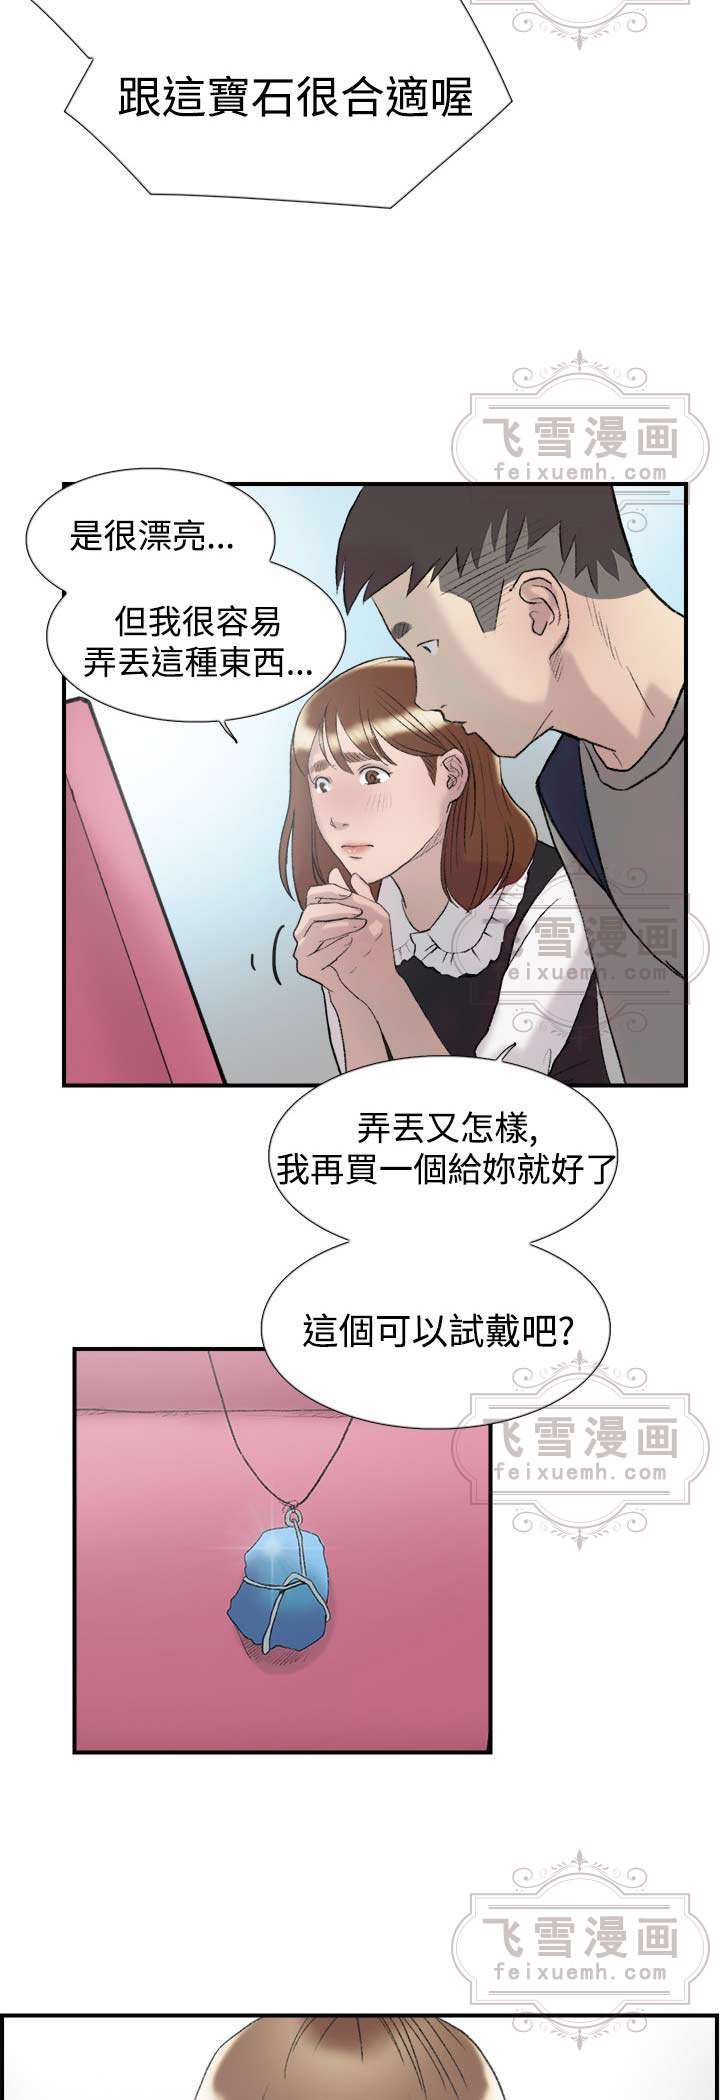 跟這寶石很合適喔
飞雪漫画
feixuemh.com
是很漂亮...
但我很容易
弄丟這種東西...
飞雪漫画
feixuemh.com
弄丟又怎樣,
我再買一個給妳就好了
這個可以試戴吧?
飞雪漫画
feixuemh.com
飞雪漫画
feixuemh.com